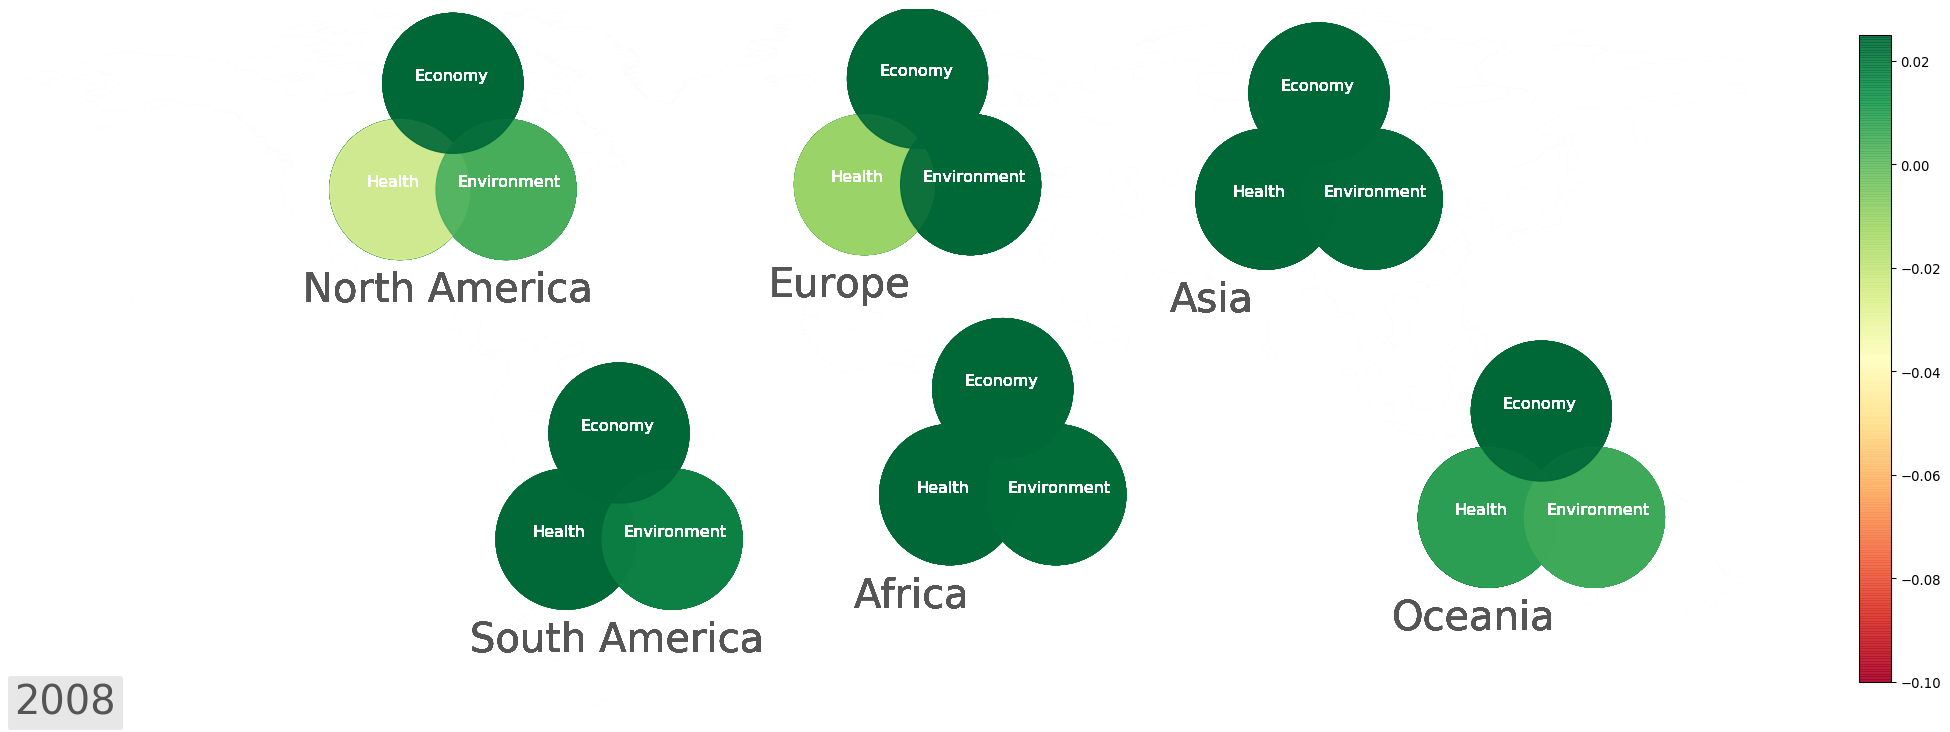 Economy
Health
Environment
North America
Economy
Health
Environment
Europe
Economy
Health
Environment
Asia
Economy
Health
Environment
South America
Economy
Health
Environment
Africa
Economy
Health
Environment
Oceania
2008
0.02
0.00
−0.02
−0.04
−0.06
−0.08
−0.10